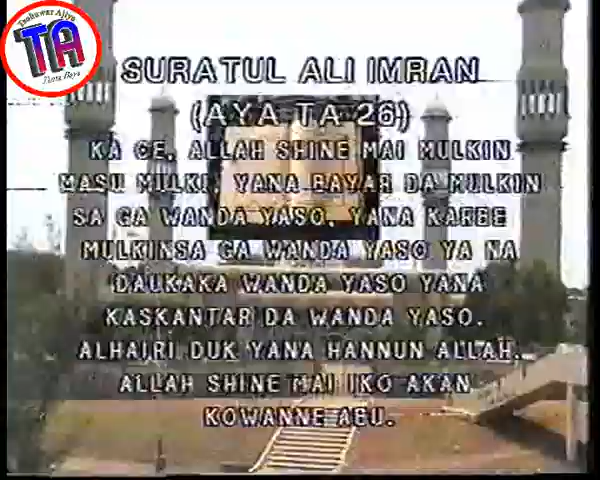 Taskawar Ajiya
TA
Tiwta Baya
SURATUL ALI IMRAN
(AYA TA 26)
KA CE, ALLAH SHINE MAI MULKIN
MASU MULKI, YANA BAYAR DA MULKIN
SA GA WANDA YASO, YANA KARBE
MULKINSA GA WANDA YASO YA NA
DAUKAKA WANDA YASO YANA
KASKANTAR DA WANDA YASO.
ALHAIRI DUK YANA HANNUN ALLAH.
ALLAH SHINE MAI IKO AKAN
KOWANNE ABU.